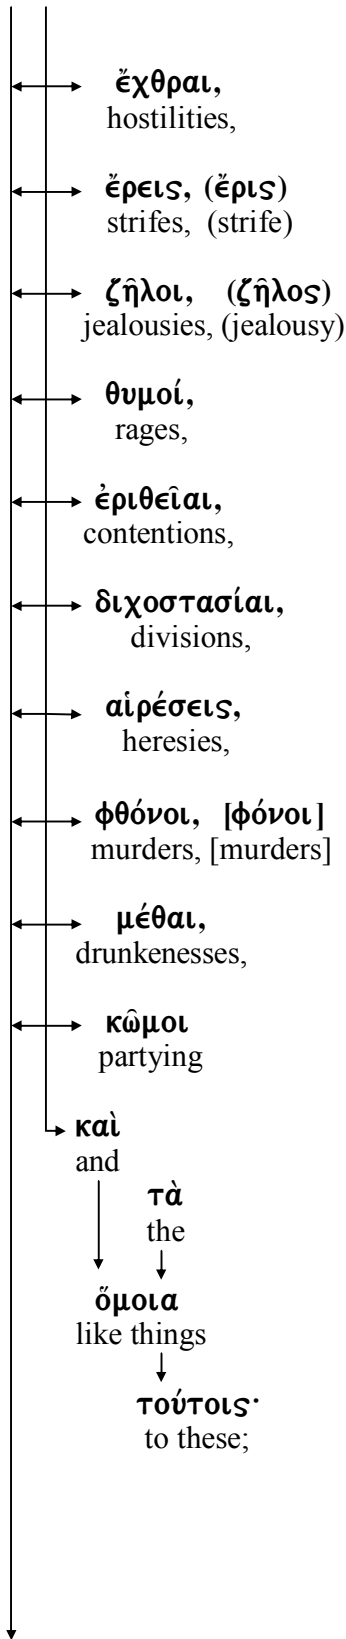 ἔχθραι,
hostilities,
ἔρεις, (ἔρις)
strifes, (strife)
ζῆλοι, (ζῆλος)
jealousies, (jealousy)
θυμοί,
rages,
ἐριθεῖαι,
contentions,
διχοστασίαι,
divisions,
αἱρέσεις,
heresies,
φθόνοι, [φόνοι]
murders, [murders]
μέθαι,
drunkenesses,
κῶμοι
partying
καὶ
and
τὰ
the
ὅμοια
like things
τούτοις·
to these;